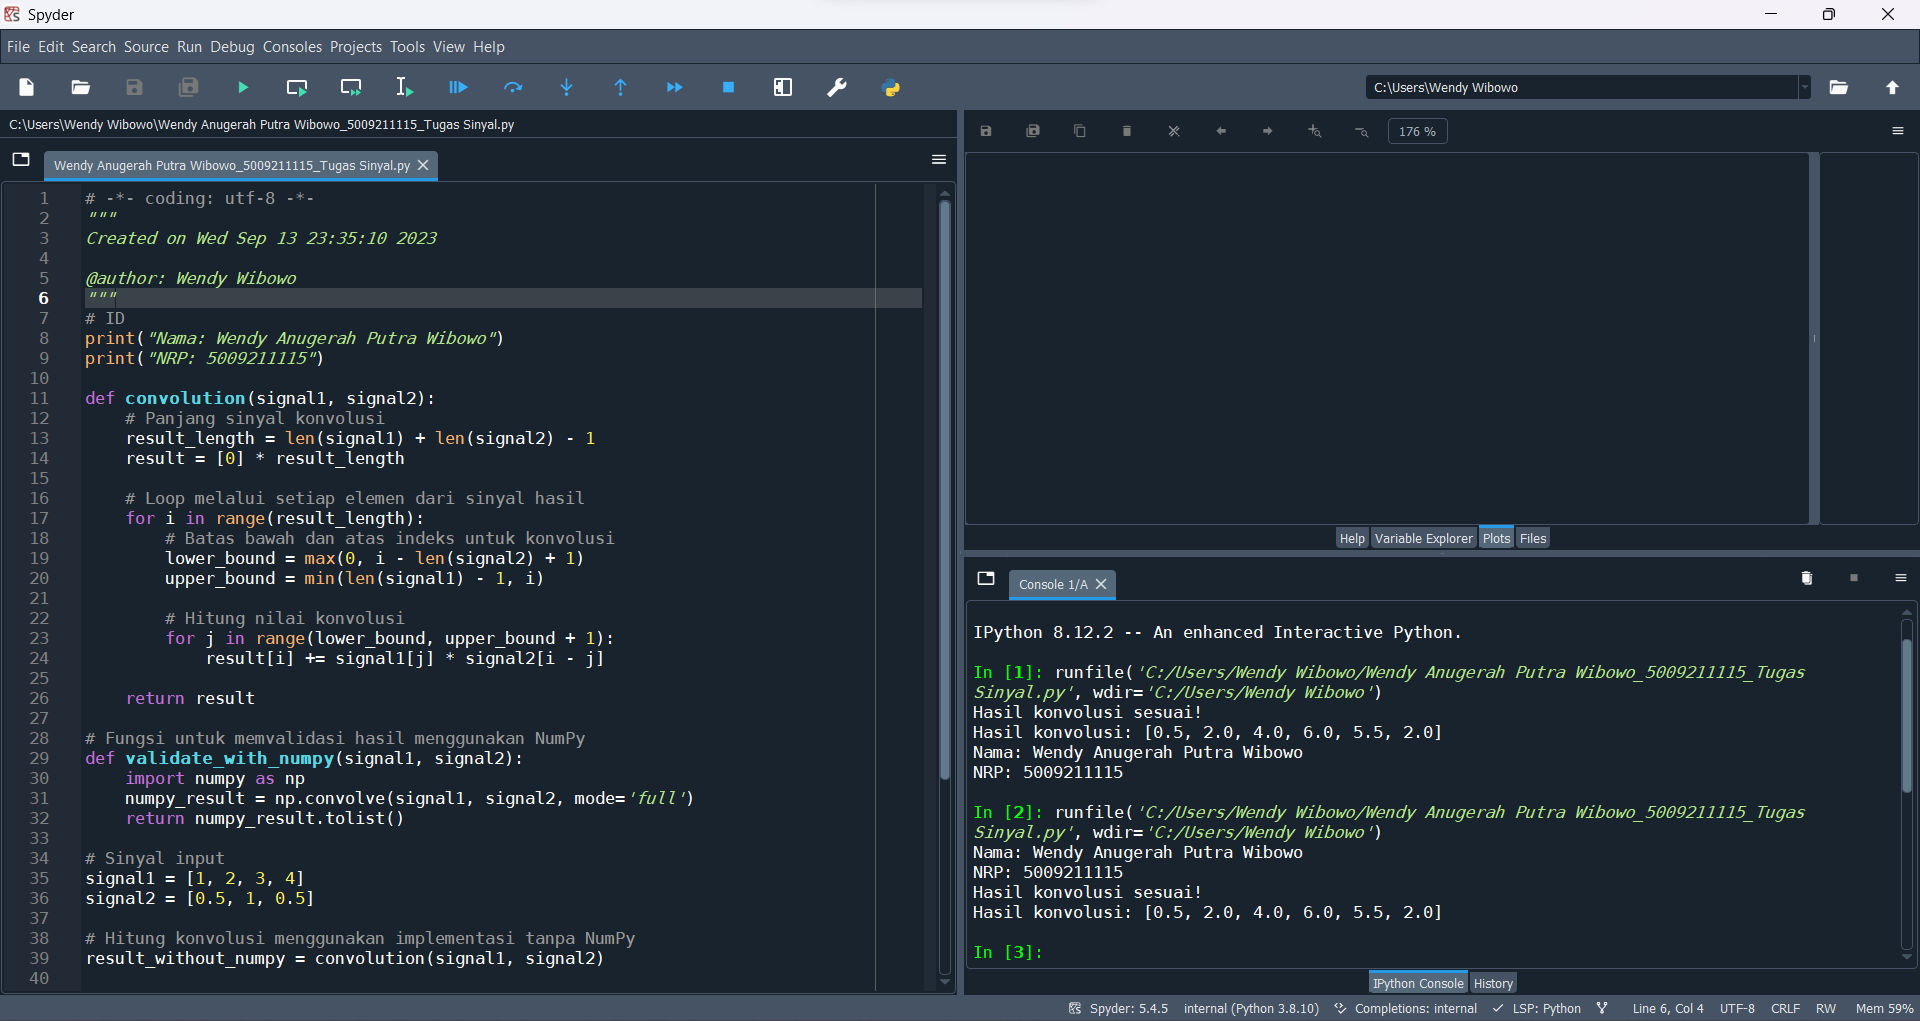 Spyder
File Edit Search Source Run Debug Consoles Projects Tools View Help
C:\Users\Wendy Wibowo
C:\Users\Wendy Wibowo\Wendy Anugerah Putra Wibowo_5009211115_Tugas Sinyal.py
Wendy Anugerah Putra Wibowo_5009211115_Tugas Sinyal.py
1 # -*- coding: utf-8 -*-
2 """
3 Created on Wed Sep 13 23:35:10 2023
4
5 @author: Wendy Wibowo
6 """
7 # ID
8 print("Nama: Wendy Anugerah Putra Wibowo")
9 print("NRP: 5009211115")
10
11 def convolution(signal1, signal2):
12     # Panjang sinyal konvolusi
13     result_length = len(signal1) + len(signal2) - 1
14     result = [0] * result_length
15
16     # Loop melalui setiap elemen dari sinyal hasil
17     for i in range(result_length):
18         # Batas bawah dan atas indeks untuk konvolusi
19         lower_bound = max(0, i - len(signal2) + 1)
20         upper_bound = min(len(signal1) - 1, i)
21
22         # Hitung nilai konvolusi
23         for j in range(lower_bound, upper_bound + 1):
24             result[i] += signal1[j] * signal2[i - j]
25
26     return result
27
28 # Fungsi untuk memvalidasi hasil menggunakan NumPy
29 def validate_with_numpy(signal1, signal2):
30     import numpy as np
31     numpy_result = np.convolve(signal1, signal2, mode='full')
32     return numpy_result.tolist()
33
34 # Sinyal input
35 signal1 = [1, 2, 3, 4]
36 signal2 = [0.5, 1, 0.5]
37
38 # Hitung konvolusi menggunakan implementasi tanpa NumPy
39 result_without_numpy = convolution(signal1, signal2)
40
176 %
Help Variable Explorer Plots Files
Console 1/A
IPython 8.12.2 -- An enhanced Interactive Python.
In [1]: runfile('C:/Users/Wendy Wibowo/Wendy Anugerah Putra Wibowo_5009211115_Tugas
Sinyal.py', wdir='C:/Users/Wendy Wibowo')
Hasil konvolusi sesuai!
Hasil konvolusi: [0.5, 2.0, 4.0, 6.0, 5.5, 2.0]
Nama: Wendy Anugerah Putra Wibowo
NRP: 5009211115
In [2]: runfile('C:/Users/Wendy Wibowo/Wendy Anugerah Putra Wibowo_5009211115_Tugas
Sinyal.py', wdir='C:/Users/Wendy Wibowo')
Nama: Wendy Anugerah Putra Wibowo
NRP: 5009211115
Hasil konvolusi sesuai!
Hasil konvolusi: [0.5, 2.0, 4.0, 6.0, 5.5, 2.0]
In [3]:
IPython Console History
Spyder: 5.4.5 internal (Python 3.8.10) Completions: internal LSP: Python Line 6, Col 4 UTF-8 CRLF RW Mem 59%